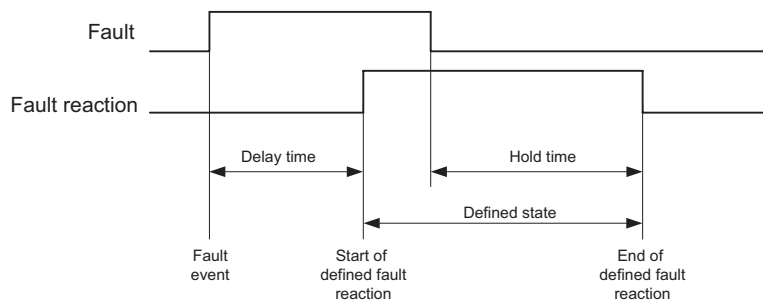 Fault
Fault reaction
Delay time
Hold time
Defined state
Fault
event
Start of
defined fault
reaction
End of
defined fault
reaction